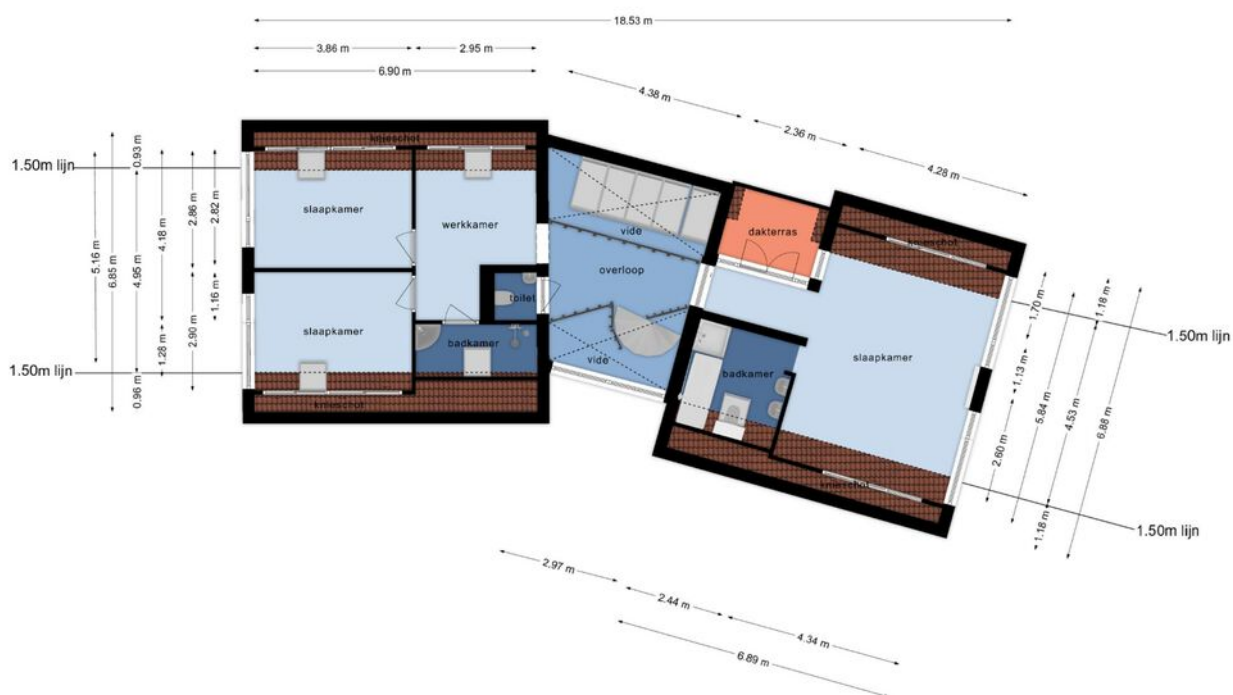 18.53 m
3.86 m
2.95 m
6.90 m
4.38 m
2.36 m
4.28 m
1.50m lijn
0.93 m
knieschot
slaapkamer
werkkamer
vide
dakterras
knieschot
2.86 m
2.82 m
4.18 m
4.95 m
5.16 m
6.85 m
overloop
1.16 m
toilet
slaapkamer
badkamer
vide
slaapkamer
badkamer
1.70 m
1.18 m
1.50m lijn
2.90 m
1.28 m
1.50m lijn
0.96 m
knieschot
1.13 m
5.84 m
4.53 m
6.88 m
2.60 m
knieschot
1.18 m
1.50m lijn
2.97 m
2.44 m
4.34 m
6.89 m